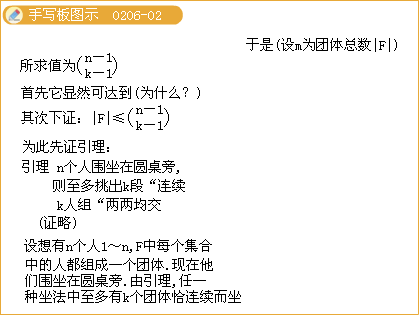 手写板图示 0206-02
于是(设m为团体总数|F|)
所求值为(n-1 k-1)
首先它显然可达到(为什么?)
其次下证: |F|≤(n-1 k-1)
为此先证引理:
引理 n个人围坐在圆桌旁,
则至多挑出k段“连续
k人组“两两均交
(证略)
设想有n个人1~n,F中每个集合
中的人都组成一个团体.现在他
们围坐在圆桌旁.由引理,任一
种坐法中至多有k个团体恰连续而坐